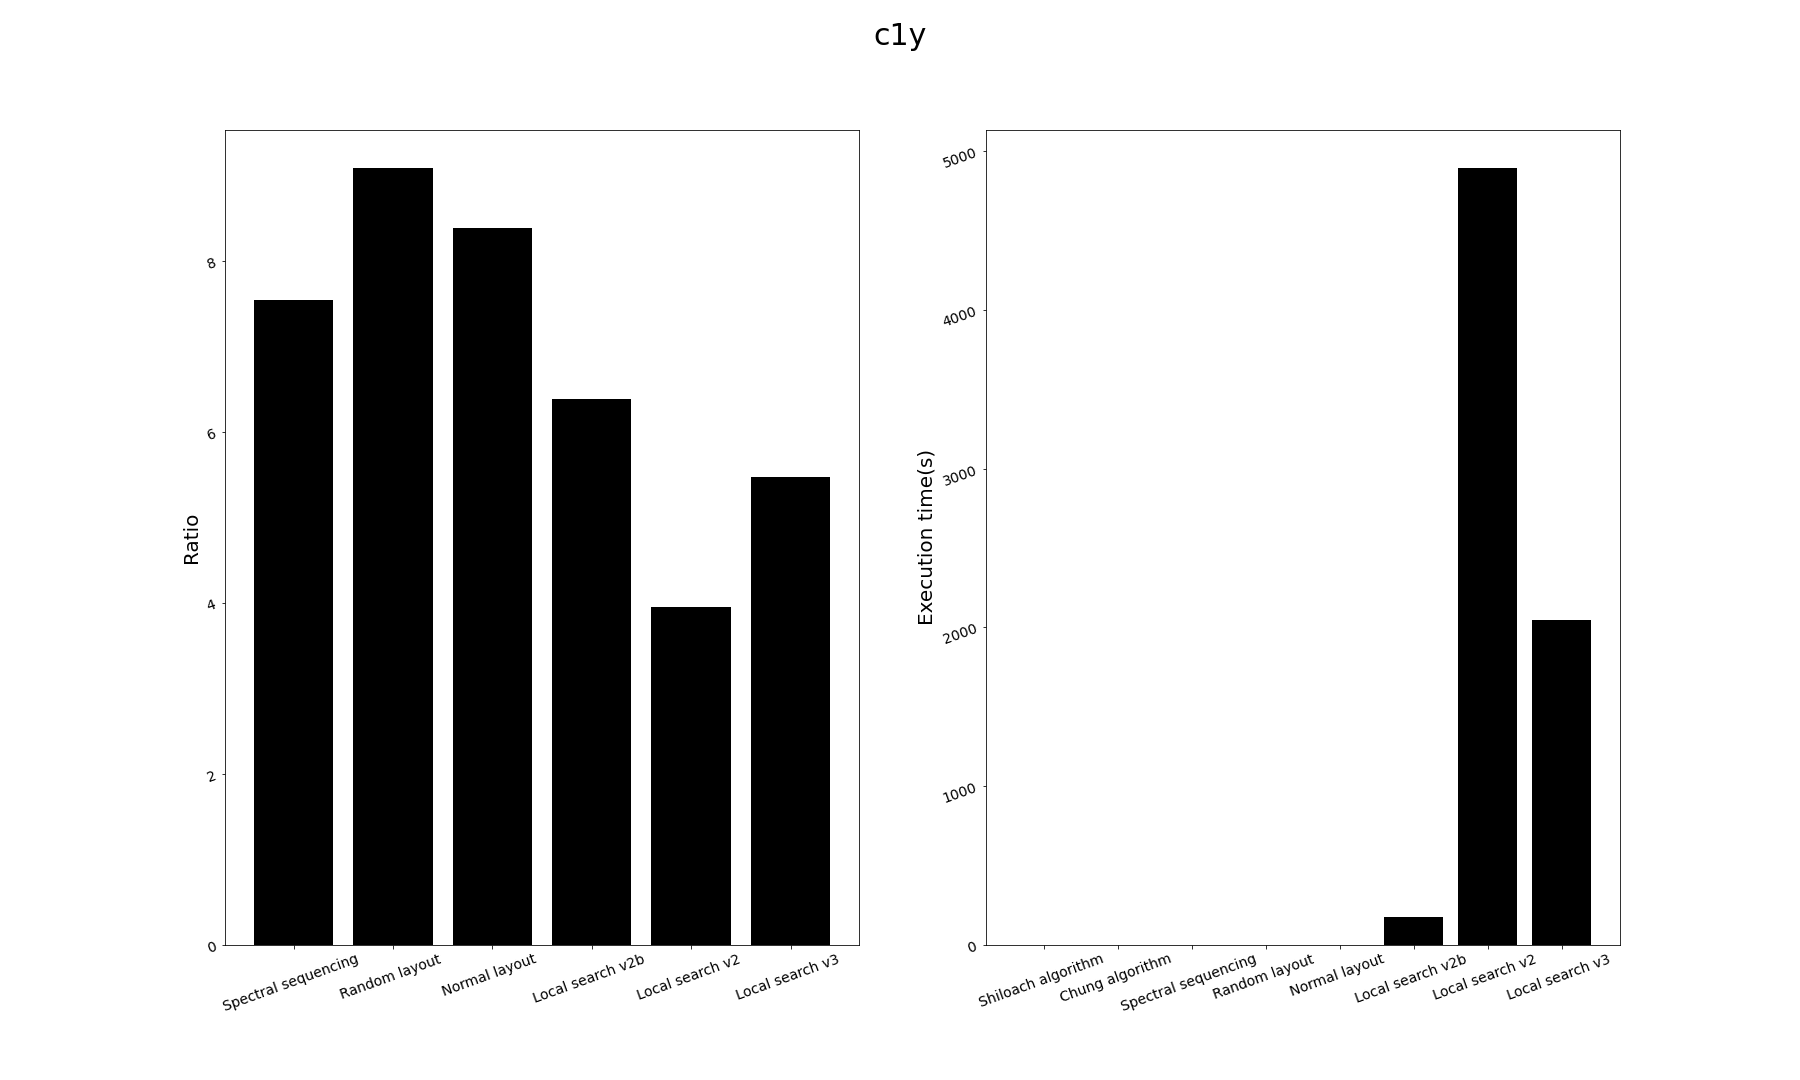 c1y
Ratio
8
6
4
2
0
Spectral sequencing
Random layout
Normal layout
Local search v2b
Local search v2
Local search v3
Execution time(s)
5000
4000
3000
2000
1000
0
Shiloach algorithm
Chung algorithm
Spectral sequencing
Random layout
Normal layout
Local search v2b
Local search v2
Local search v3